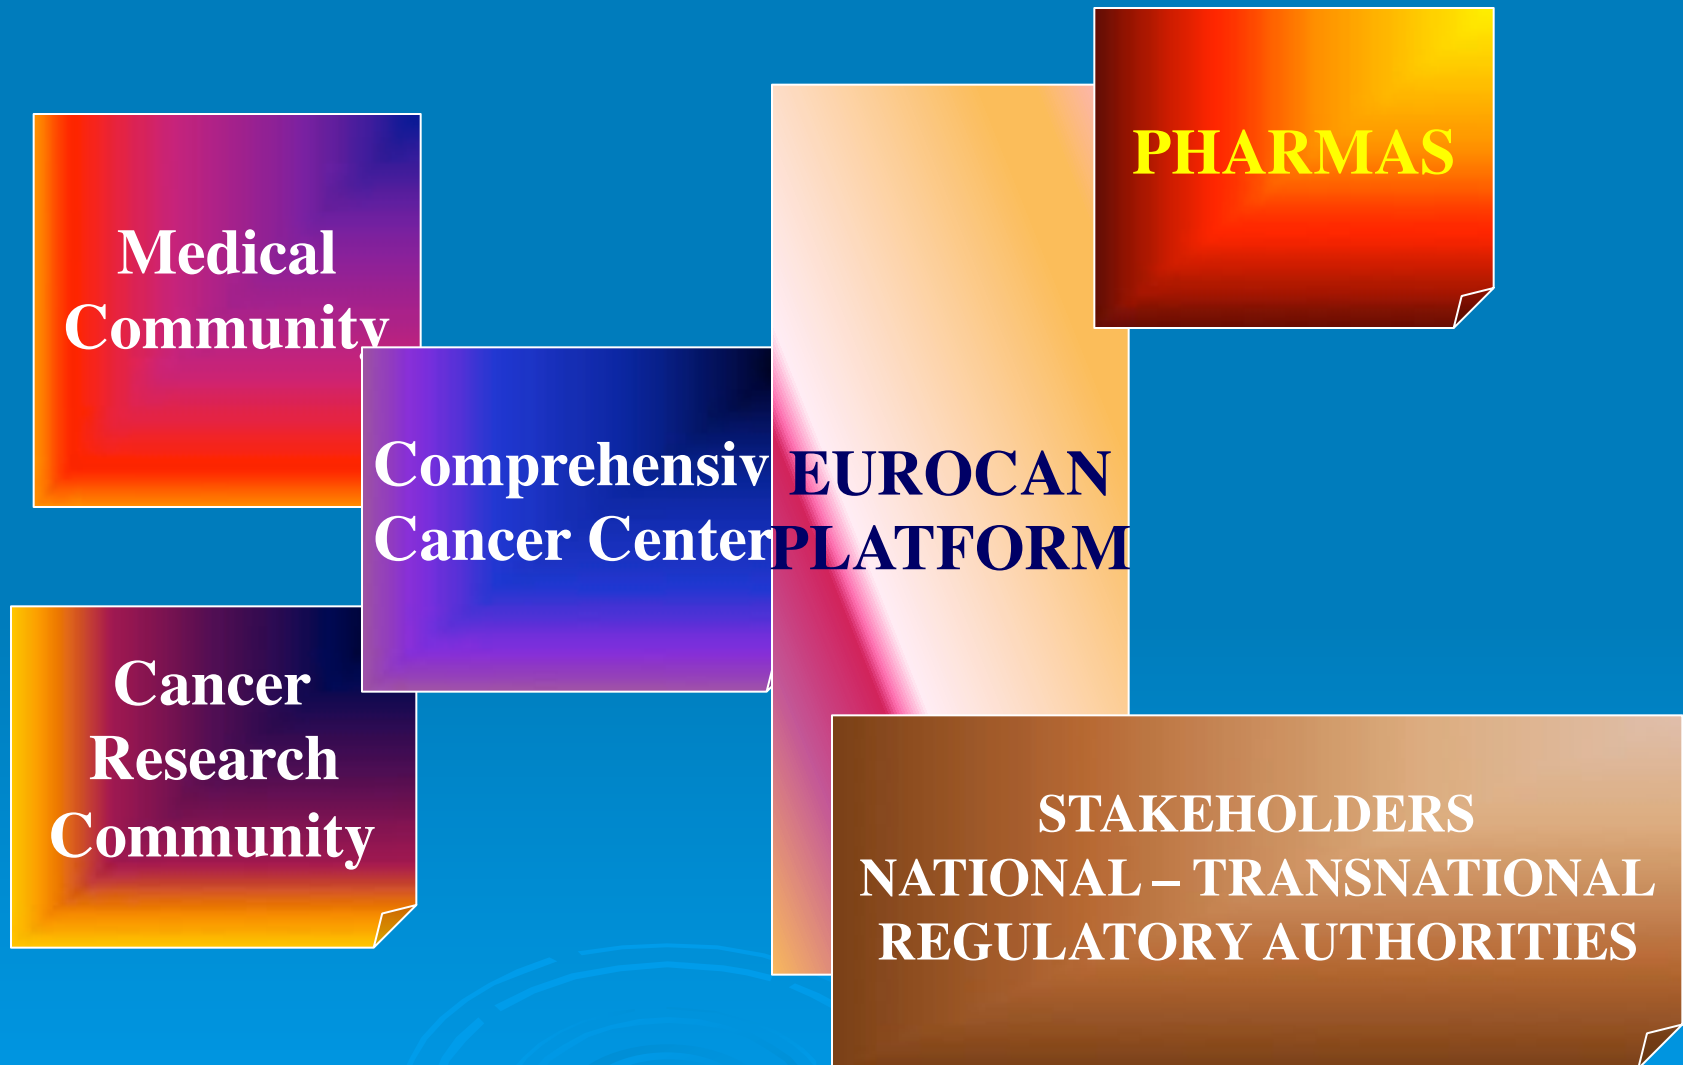 PHARMAS
Medical
Community
Comprehensiv
Cancer Center
EUROCAN
PLATFORM
Cancer
Research
Community
STAKEHOLDERS
NATIONAL – TRANSNATIONAL
REGULATORY AUTHORITIES